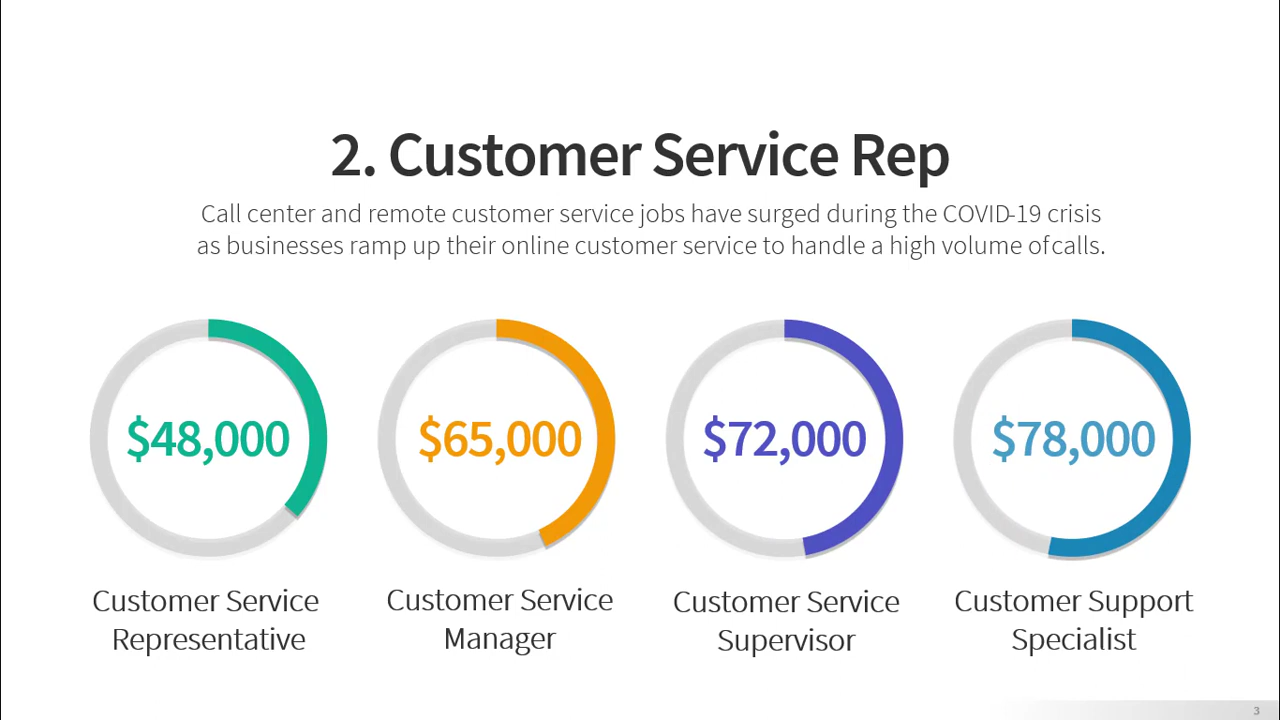 2. Customer Service Rep
Call center and remote customer service jobs have surged during the COVID-19 crisis
as businesses ramp up their online customer service to handle a high volume of calls.
$48,000
$65,000
$72,000
$78,000
Customer Service
Representative
Customer Service
Manager
Customer Service
Supervisor
Customer Support
Specialist
3